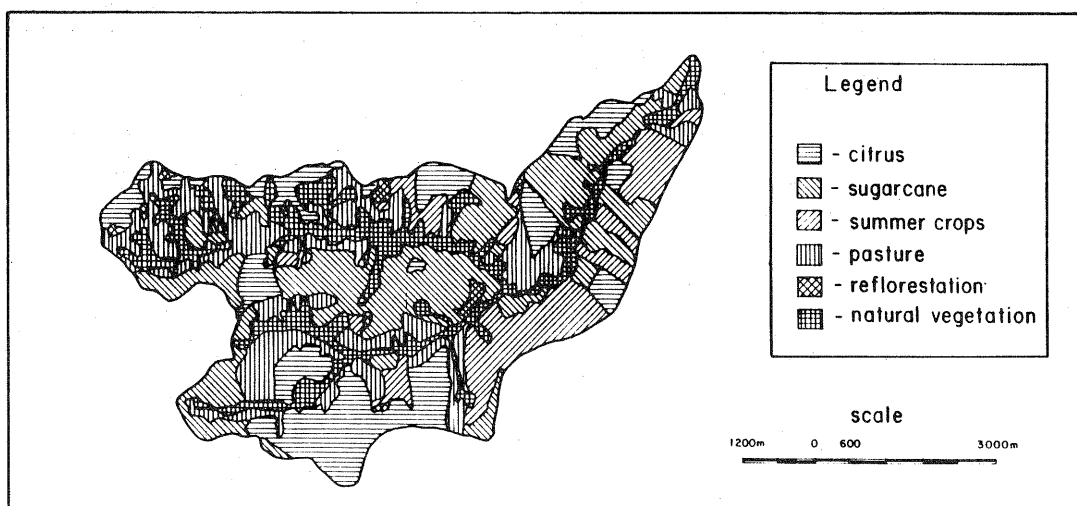 Legend
- citrus
- sugarcane
- summer crops
- pasture
- reflorestation
- natural vegetation
scale
1200m 0 600 3000m